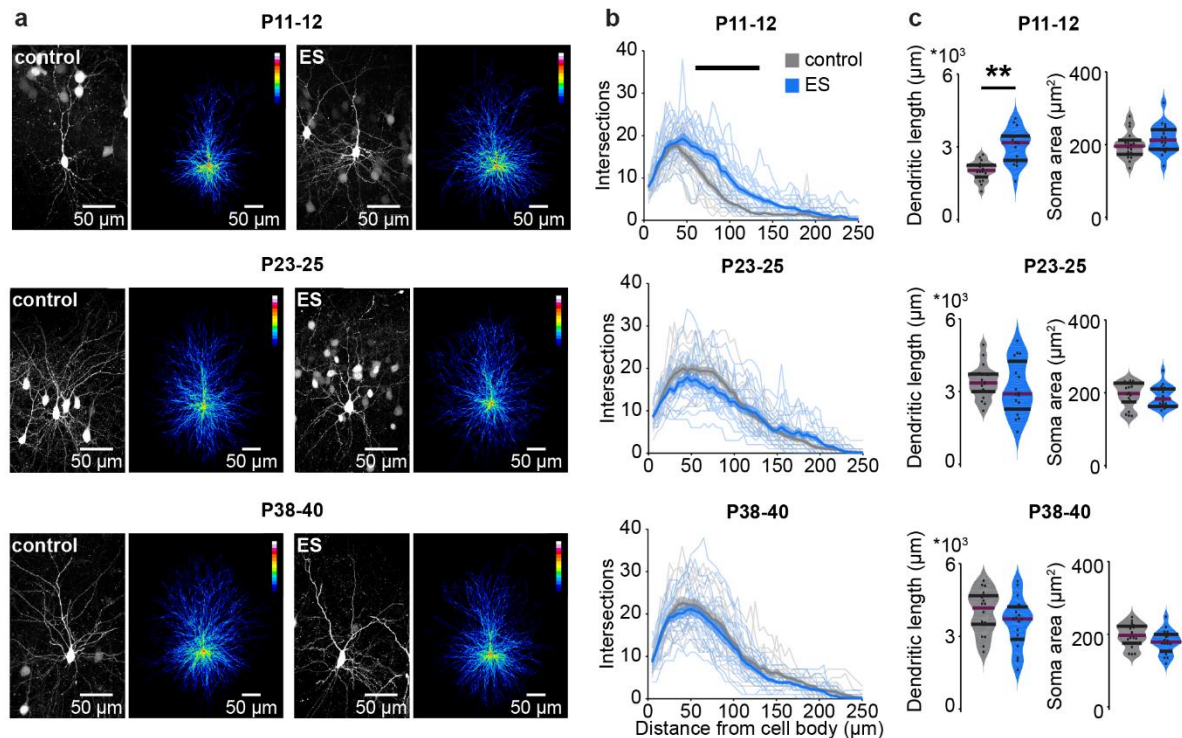 a
P11-12
control
50 µm
50 µm
ES
50 µm
50 µm
P23-25
control
50 µm
50 µm
ES
50 µm
50 µm
P38-40
control
50 µm
50 µm
ES
50 µm
50 µm
b
P11-12
Intersections
40
30
20
10
0
control
ES
0 50 100 150 200 250
P23-25
Intersections
40
30
20
10
0
0 50 100 150 200 250
P38-40
Intersections
40
30
20
10
0
0 50 100 150 200 250
Distance from cell body (µm)
c
P11-12
*10³
Dendritic length (µm)
6
3
0
**
Soma area (µm²)
400
200
0
P23-25
*10³
Dendritic length (µm)
6
3
0
Soma area (µm²)
400
200
0
P38-40
*10³
Dendritic length (µm)
6
3
0
Soma area (µm²)
400
200
0